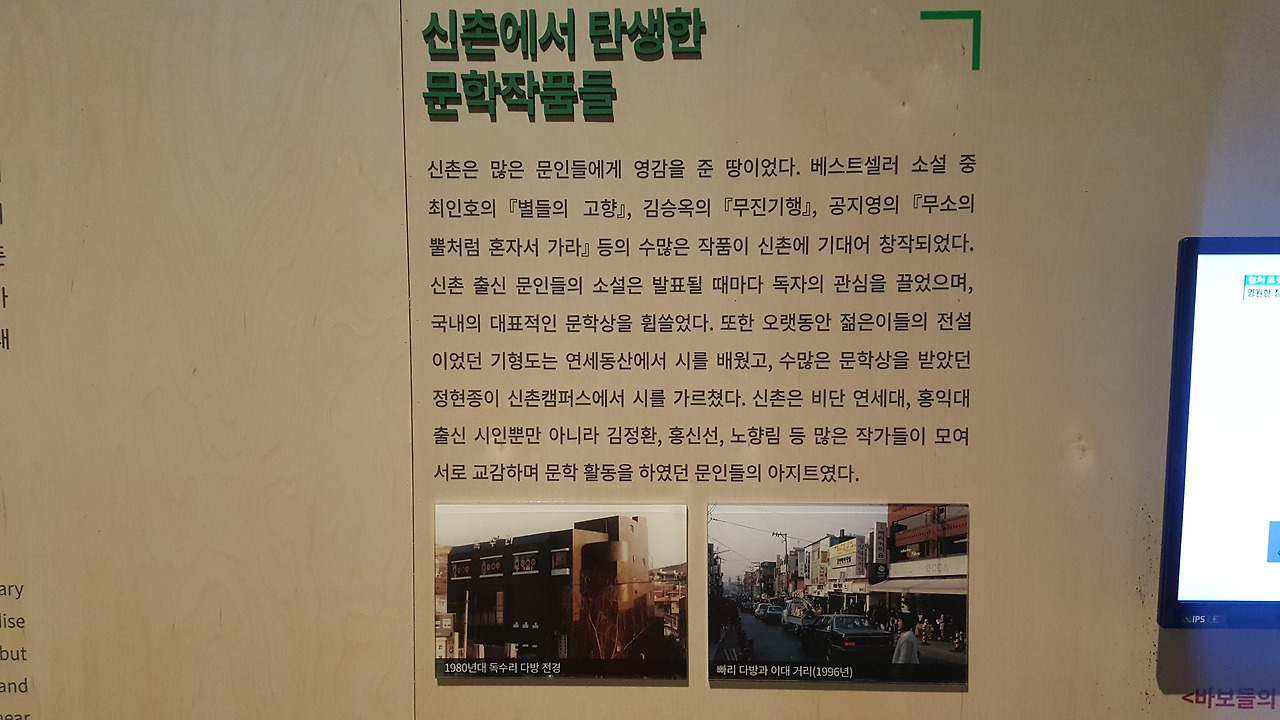 신촌에서 탄생한
문학작품들
신촌은 많은 문인들에게 영감을 준 땅이었다. 베스트셀러 소설 중
최인호의 『별들의 고향』, 김승옥의 『무진기행』, 공지영의 『무소의
뿔처럼 혼자서 가라』 등의 수많은 작품이 신촌에 기대어 창작되었다.
신촌 출신 문인들의 소설은 발표될 때마다 독자의 관심을 끌었으며,
국내의 대표적인 문학상을 휩쓸었다. 또한 오랫동안 젊은이들의 전설
이었던 기형도는 연세동산에서 시를 배웠고, 수많은 문학상을 받았던
정현종이 신촌캠퍼스에서 시를 가르쳤다. 신촌은 비단 연세대, 홍익대
출신 시인뿐만 아니라 김정환, 홍신선, 노향림 등 많은 작가들이 모여
서로 교감하며 문학 활동을 하였던 문인들의 아지트였다.
독수리
1980년대 독수리 다방 전경
빠리 다방과 이대 거리(1996년)
ary
lise
but
and
near
IPS
<바보들의